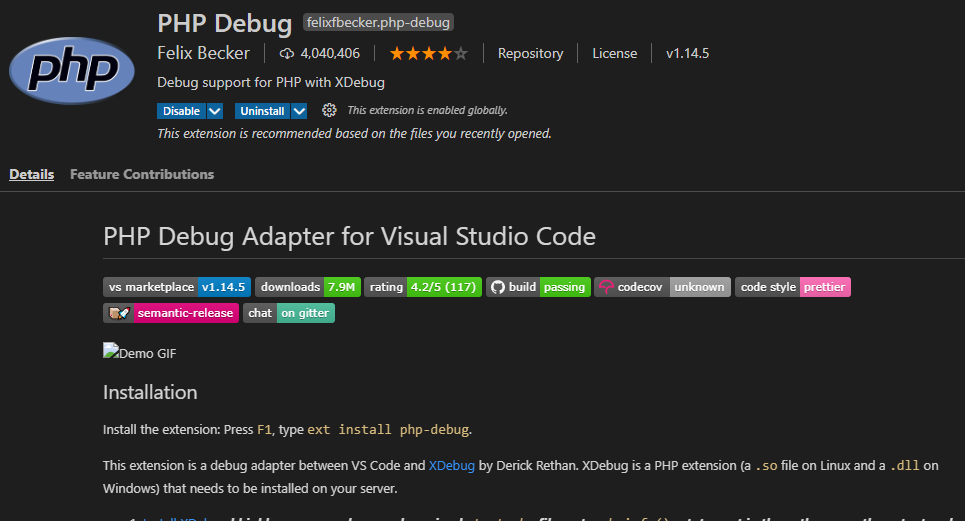 PHP Debug felixfbecker.php-debug
php
Felix Becker 4,040,406 Repository License v1.14.5
Debug support for PHP with XDebug
Disable Uninstall This extension is enabled globally.
This extension is recommended based on the files you recently opened.
Details Feature Contributions
PHP Debug Adapter for Visual Studio Code
vs marketplace v1.14.5 downloads 7.9M rating 4.2/5 (117) build passing codecov unknown code style prettier
semantic-release chat on gitter
Demo GIF
Installation
Install the extension: Press F1, type ext install php-debug.
This extension is a debug adapter between VS Code and XDebug by Derick Rethan. XDebug is a PHP extension (a .so file on Linux and a .dll on
Windows) that needs to be installed on your server.